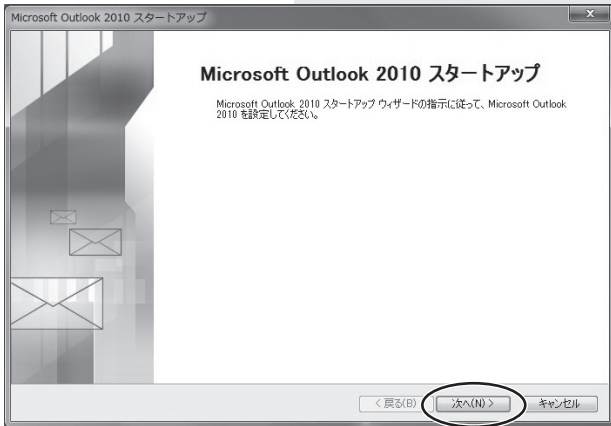 Microsoft Outlook 2010 スタートアップ
Microsoft Outlook 2010 スタートアップ
Microsoft Outlook 2010 スタートアップ ウィザードの指示に従って、Microsoft Outlook
2010 を設定してください。
< 戻る(B) 次へ(N) > キャンセル